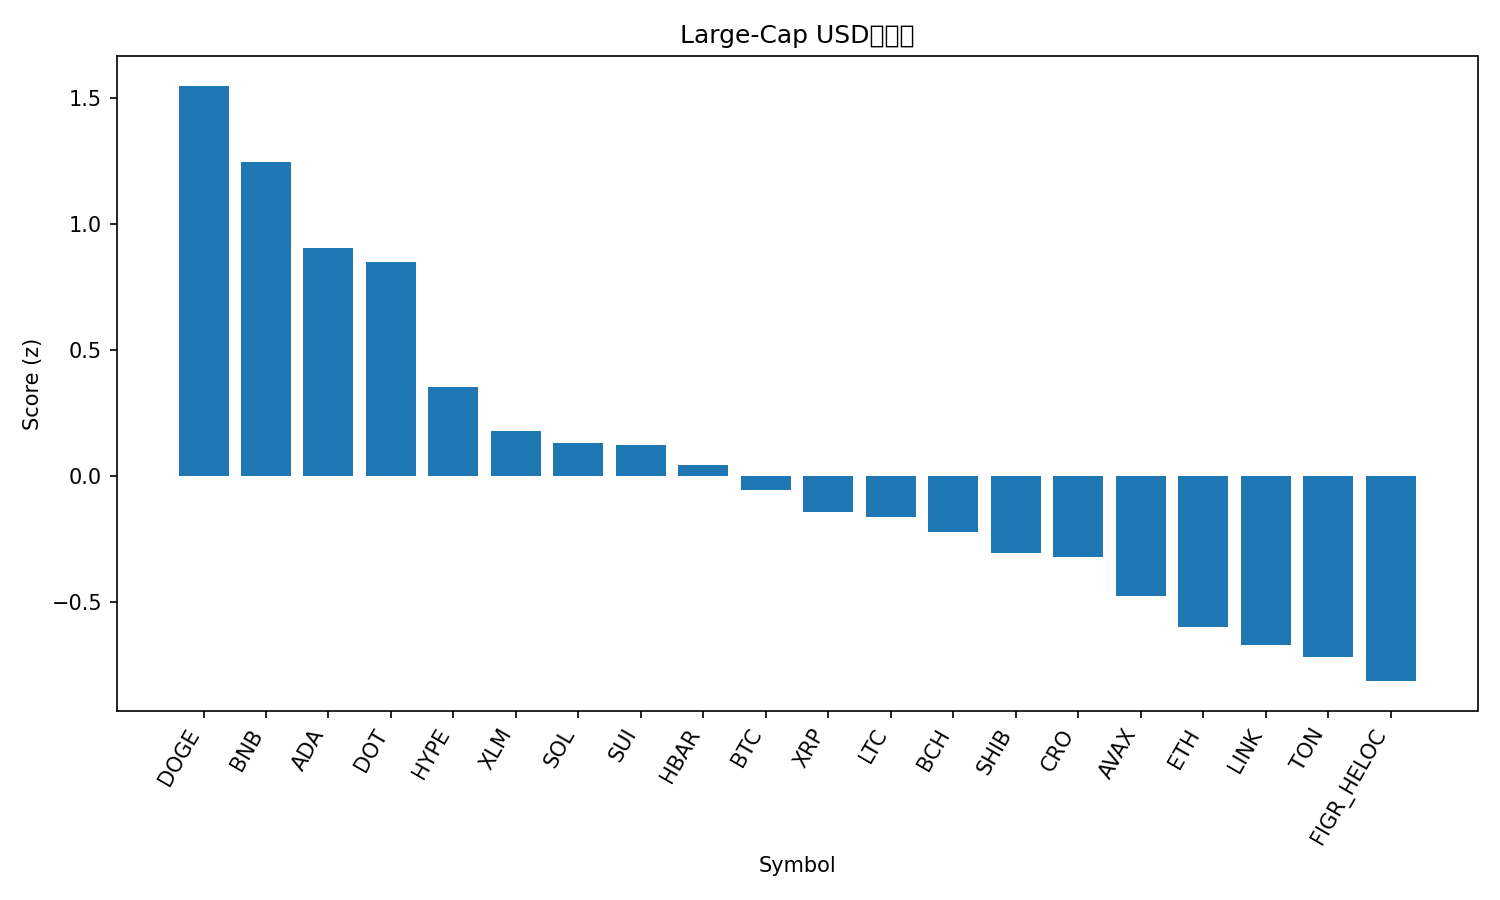 Large-Cap USD
Score (z)
1.5
1.0
0.5
0.0
−0.5
DOGE
BNB
ADA
DOT
HYPE
XLM
SOL
SUI
HBAR
BTC
XRP
LTC
BCH
SHIB
CRO
AVAX
ETH
LINK
TON
FIGR_HELOC
Symbol